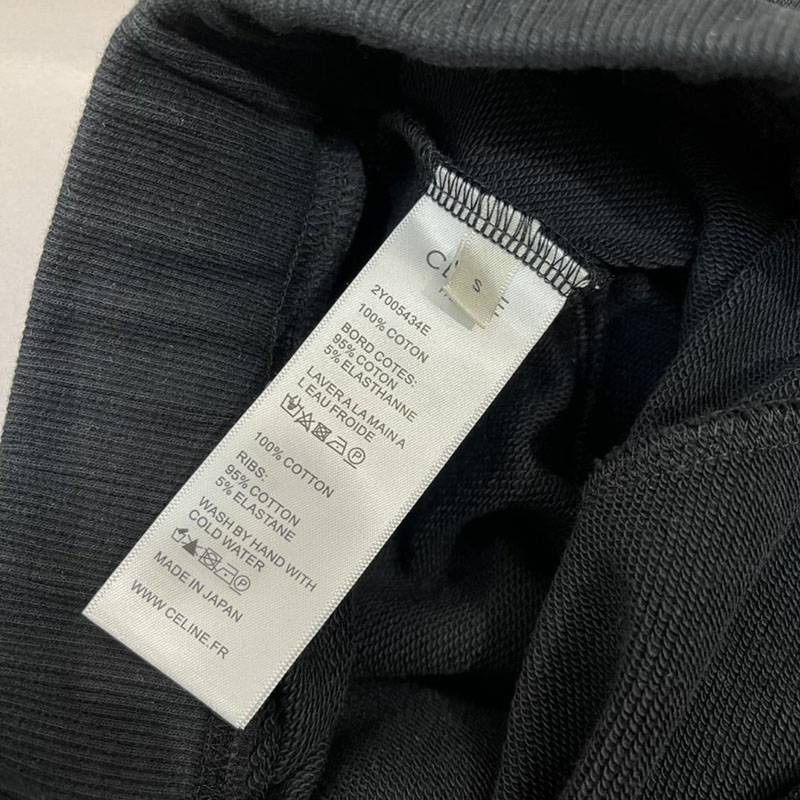 S
2Y005434E
100% COTON
BORD COTES:
95% COTON
5% ELASTHANNE
LAVER A LA MAIN A
L'EAU FROIDE
100% COTTON
RIBS:
95% COTTON
5% ELASTANE
WASH BY HAND WITH
COLD WATER
MADE IN JAPAN
WWW.CELINE.FR